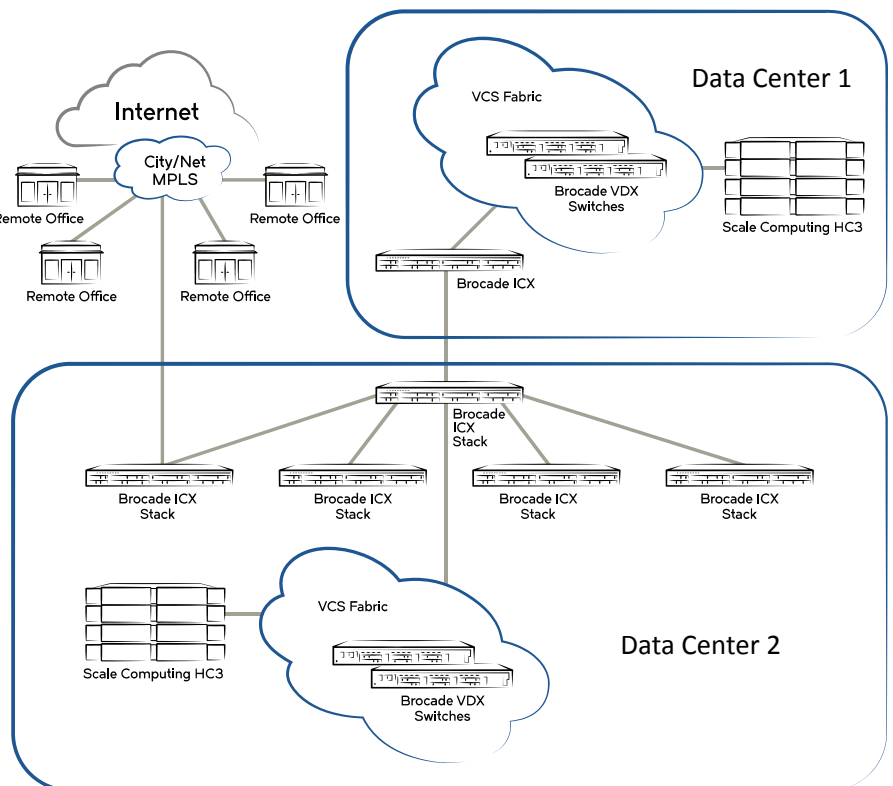 Internet
City/Net
MPLS
Remote Office
Remote Office
Remote Office
Remote Office
Data Center 1
VCS Fabric
Brocade VDX
Switches
Scale Computing HC3
Brocade ICX
Brocade
ICX
Stack
Brocade ICX
Stack
Brocade ICX
Stack
Brocade ICX
Stack
Brocade ICX
Stack
VCS Fabric
Scale Computing HC3
Brocade VDX
Switches
Data Center 2